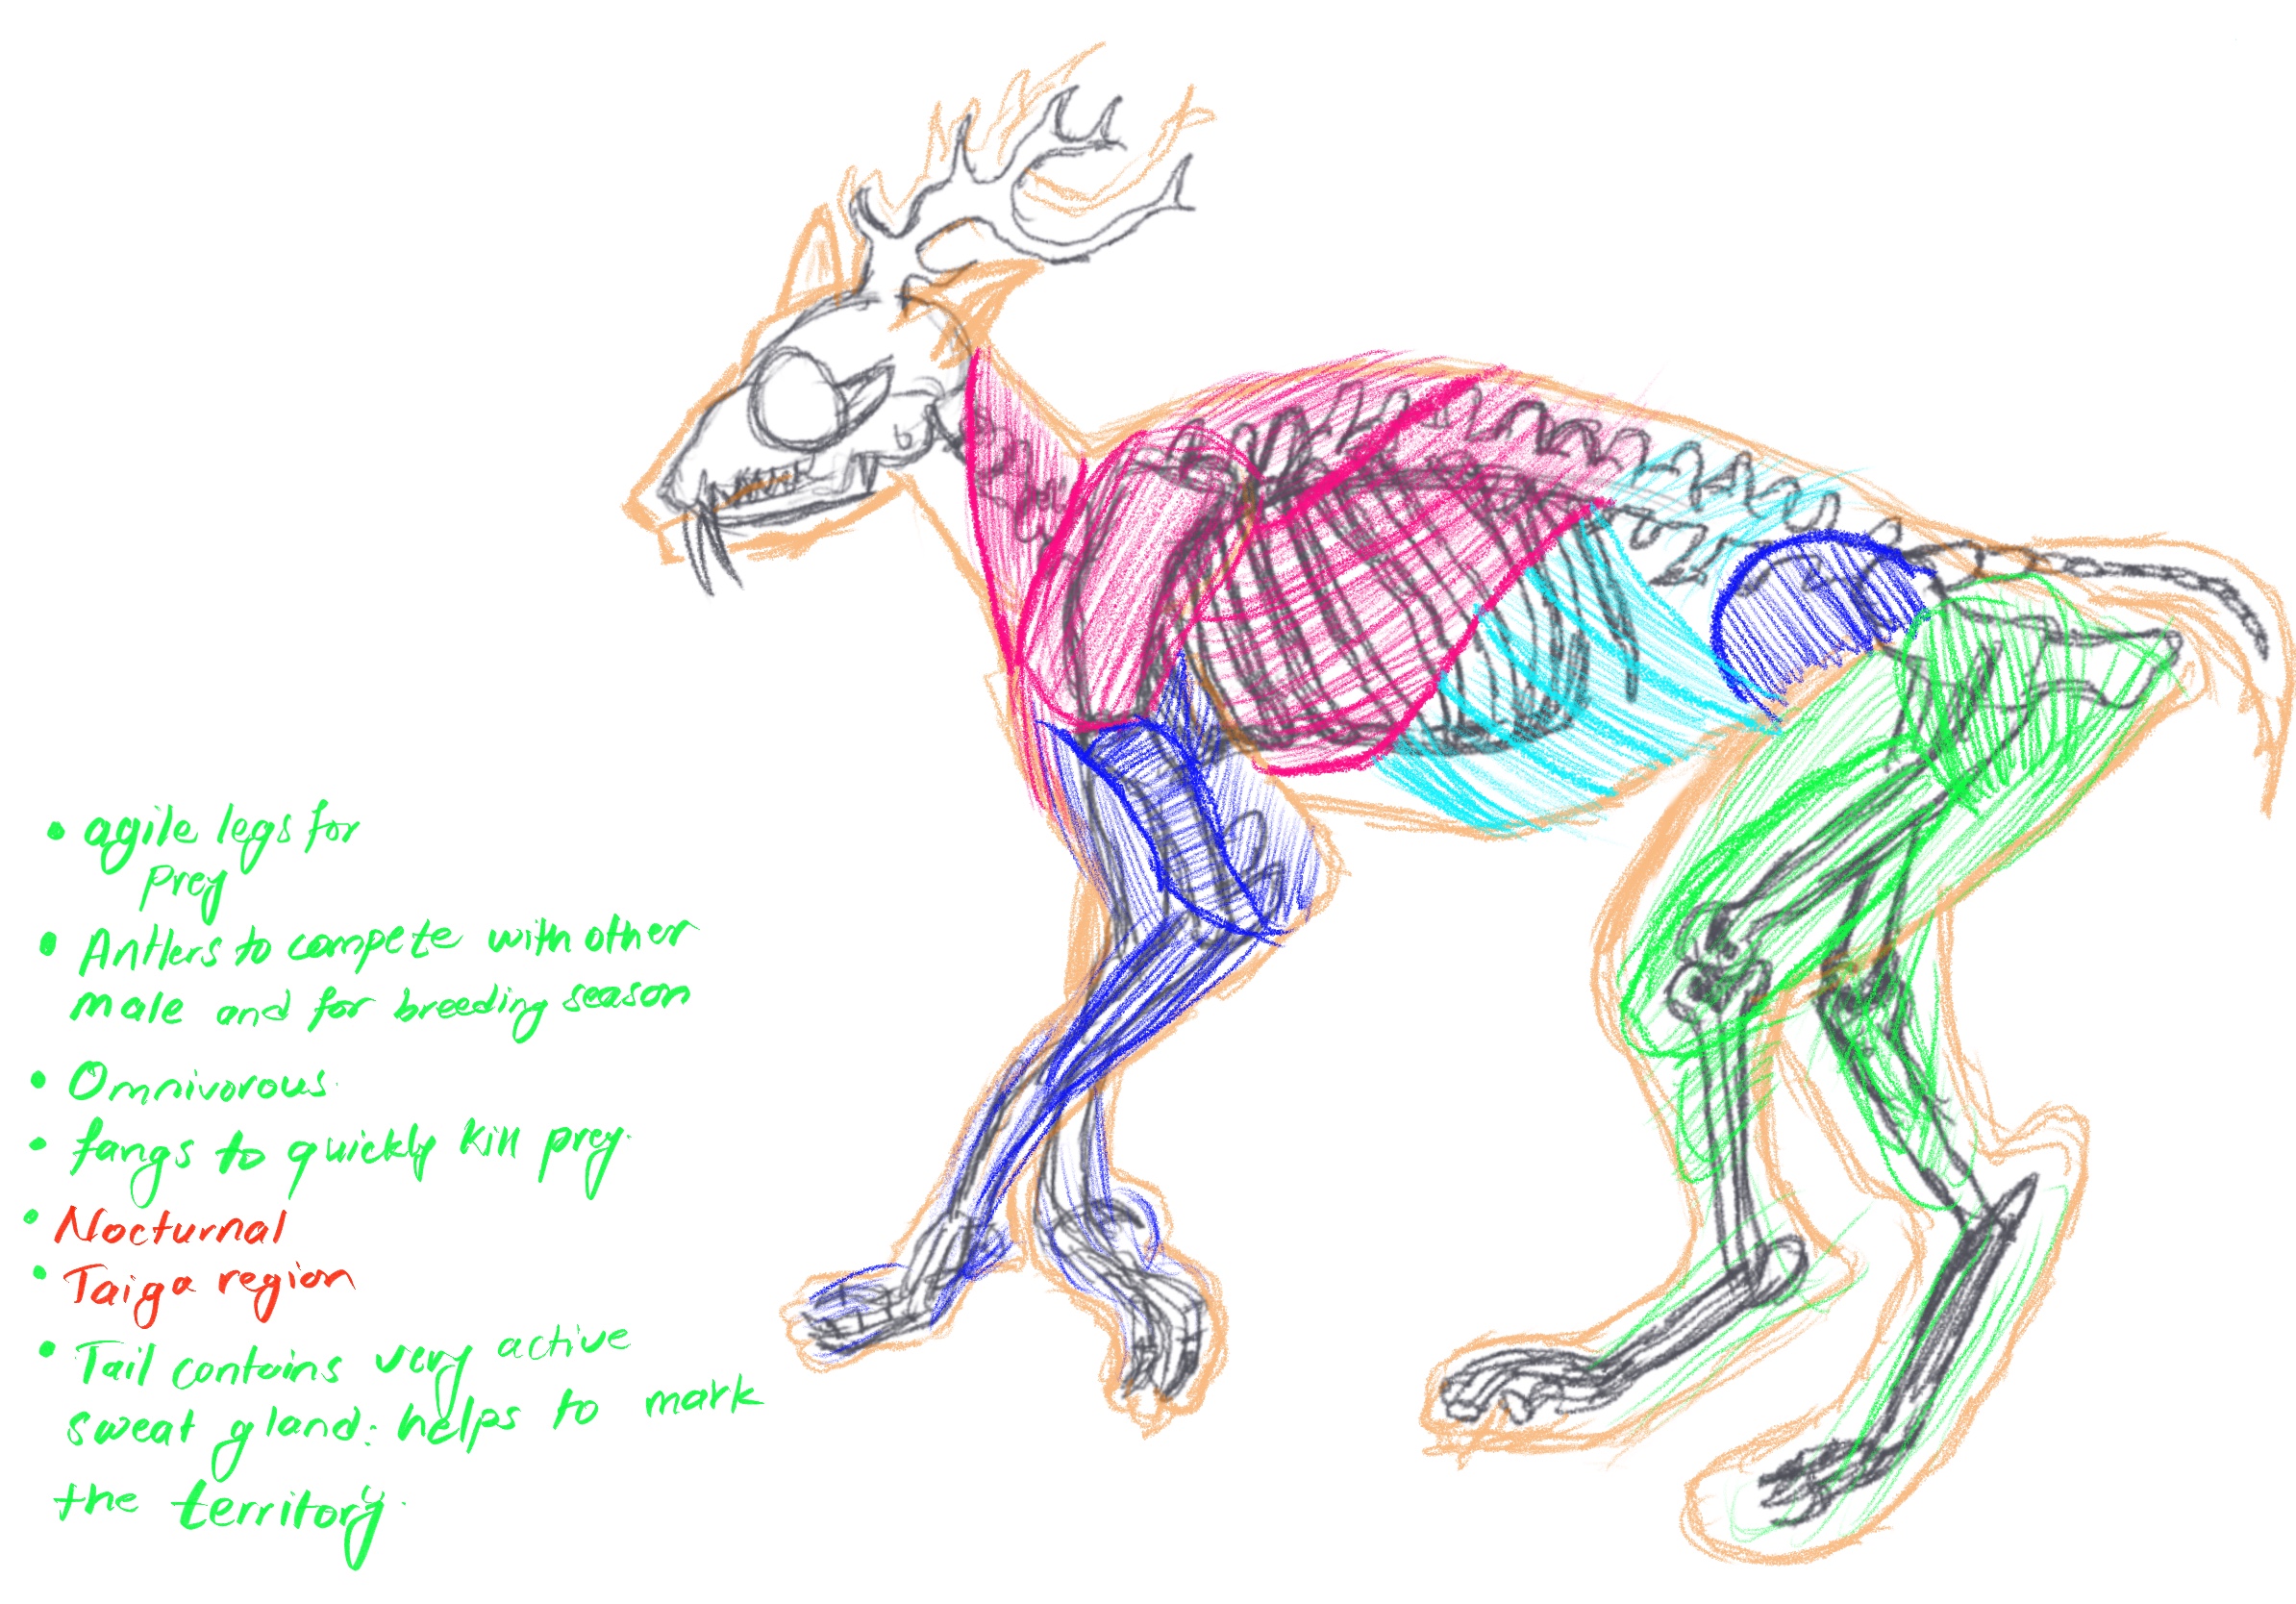 • agile legs for
prey
• Antlers to compete with other
male and for breeding season
• Omnivorous.
• fangs to quickly kill prey.
• Nocturnal
• Taiga region
• Tail contains very active
sweat gland: helps to mark
the territory.